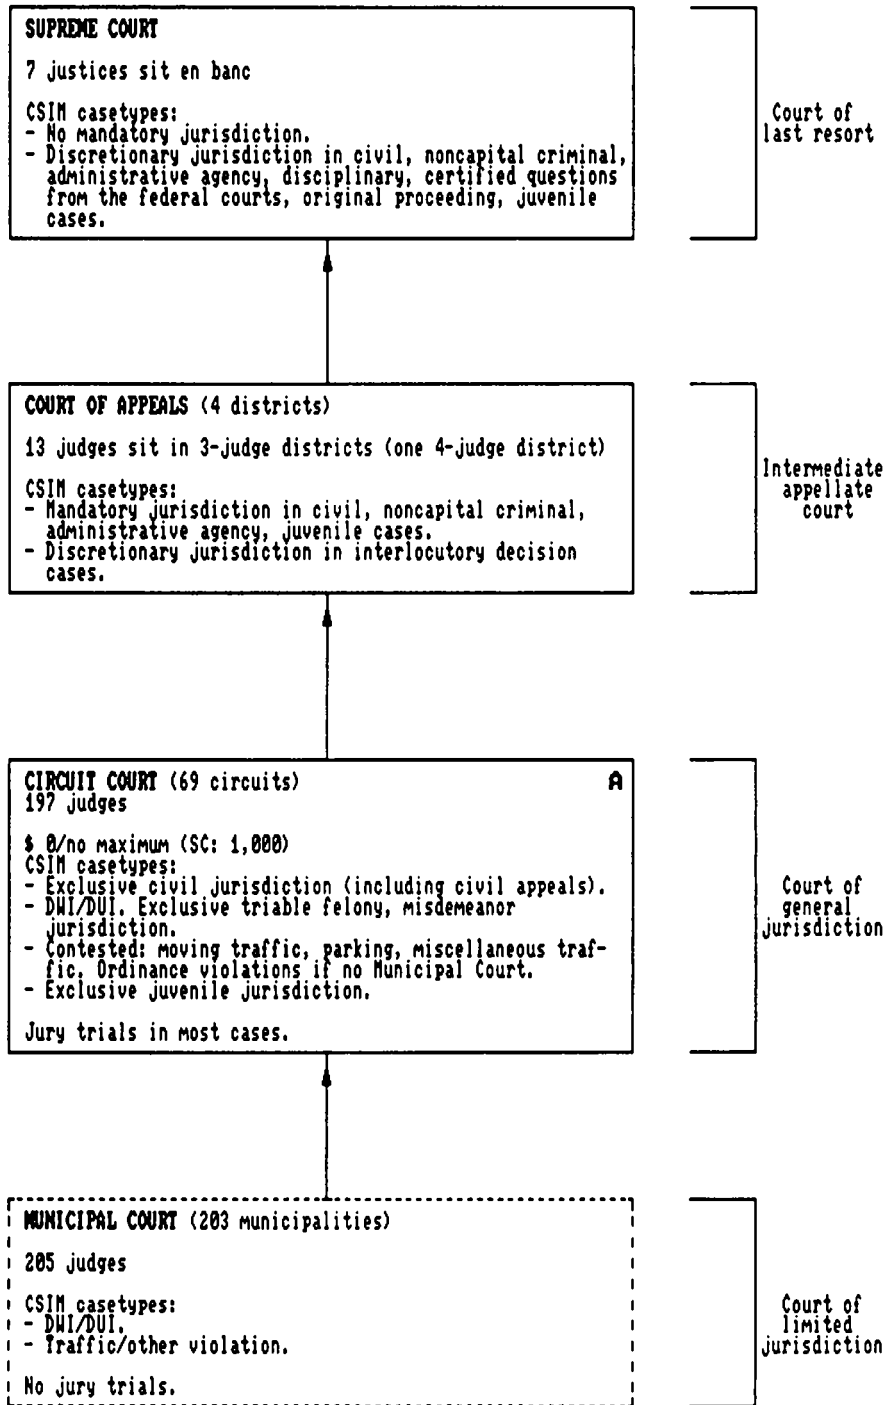 SUPREME COURT
7 justices sit en banc
CSIM casetypes:
- No mandatory jurisdiction.
- Discretionary jurisdiction in civil, noncapital criminal,
administrative agency, disciplinary, certified questions
from the federal courts, original proceeding, juvenile
cases.
Court of
last resort
COURT OF APPEALS (4 districts)
13 judges sit in 3-judge districts (one 4-judge district)
CSIM casetypes:
- Mandatory jurisdiction in civil, noncapital criminal,
administrative agency, juvenile cases.
- Discretionary jurisdiction in interlocutory decision
cases.
Intermediate
appellate
court
CIRCUIT COURT (69 circuits) A
197 judges
$ 0/no maximum (SC: 1,000)
CSIM casetypes:
- Exclusive civil jurisdiction (including civil appeals).
- DWI/DUI. Exclusive triable felony, misdemeanor
jurisdiction.
- Contested: moving traffic, parking, miscellaneous traf-
fic. Ordinance violations if no Municipal Court.
- Exclusive juvenile jurisdiction.
Jury trials in most cases.
Court of
general
jurisdiction
MUNICIPAL COURT (203 municipalities)
205 judges
CSIM casetypes:
- DWI/DUI.
- Traffic/other violation.
No jury trials.
Court of
limited
jurisdiction